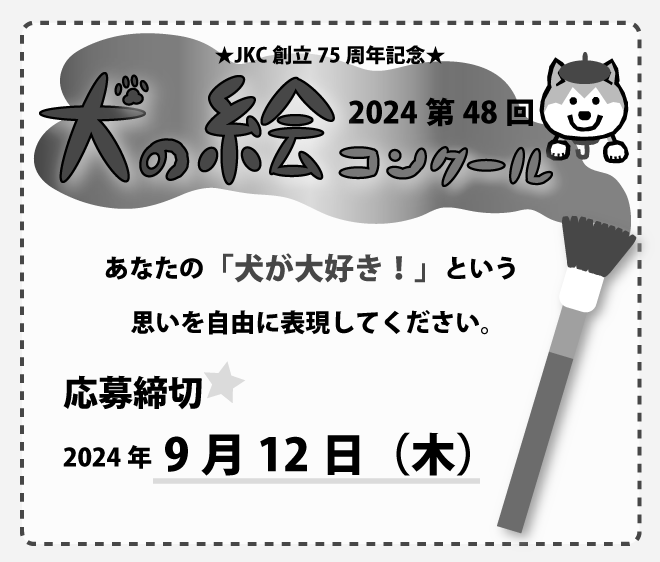 ★JKC 創立 75 周年記念★
犬の絵コンクール
2024 第 48 回
あなたの「犬が大好き！」という
思いを自由に表現してください。
応募締切
2024 年 9 月 12 日（木）